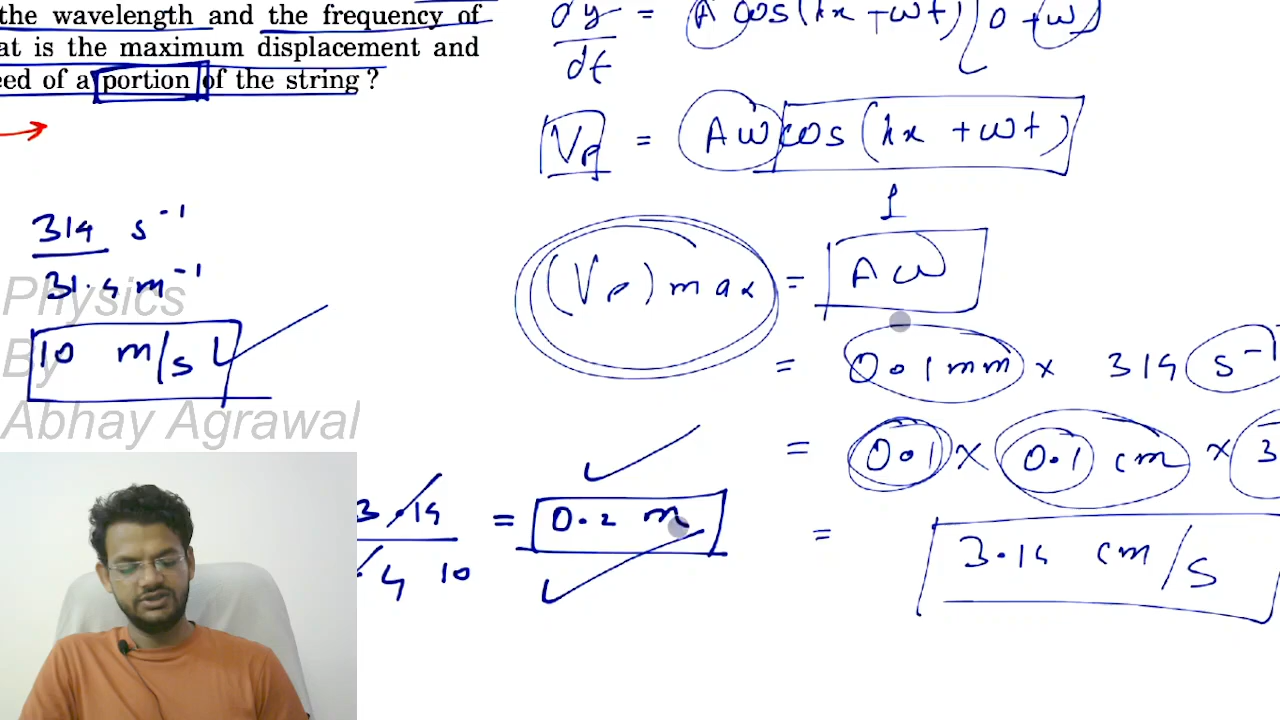 the wavelength and the frequency of
at is the maximum displacement and
eed of a portion of the string ?
dy/dt = A cos(kx + ωt) [0 + ω]
Vp = Aω cos(kx + ωt)
1
(Vp)max = Aω
= 0.1 mm × 314 s⁻¹
= 0.1 × 0.1 cm × 3
= 3.14 cm/s
314 s⁻¹
31.4 m⁻¹
10 m/s
= 0.2 m
4 10
Physics
By
Abhay Agrawal